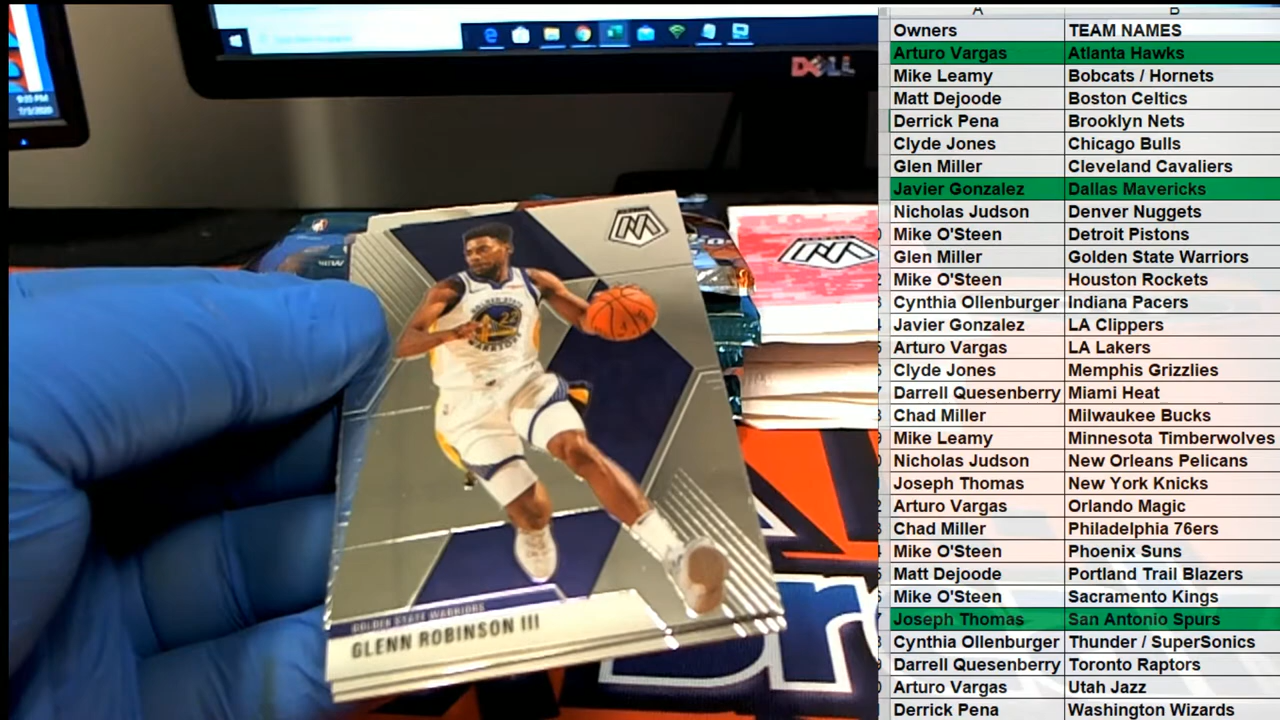 9:35 PM
7/3/2020
DELL
GOLDEN STATE WARRIORS
GLENN ROBINSON III
A B
Owners TEAM NAMES
Arturo Vargas Atlanta Hawks
Mike Leamy Bobcats / Hornets
Matt Dejoode Boston Celtics
Derrick Pena Brooklyn Nets
Clyde Jones Chicago Bulls
Glen Miller Cleveland Cavaliers
Javier Gonzalez Dallas Mavericks
Nicholas Judson Denver Nuggets
Mike O'Steen Detroit Pistons
Glen Miller Golden State Warriors
Mike O'Steen Houston Rockets
Cynthia Ollenburger Indiana Pacers
Javier Gonzalez LA Clippers
Arturo Vargas LA Lakers
Clyde Jones Memphis Grizzlies
Darrell Quesenberry Miami Heat
Chad Miller Milwaukee Bucks
Mike Leamy Minnesota Timberwolves
Nicholas Judson New Orleans Pelicans
Joseph Thomas New York Knicks
Arturo Vargas Orlando Magic
Chad Miller Philadelphia 76ers
Mike O'Steen Phoenix Suns
Matt Dejoode Portland Trail Blazers
Mike O'Steen Sacramento Kings
Joseph Thomas San Antonio Spurs
Cynthia Ollenburger Thunder / SuperSonics
Darrell Quesenberry Toronto Raptors
Arturo Vargas Utah Jazz
Derrick Pena Washington Wizards